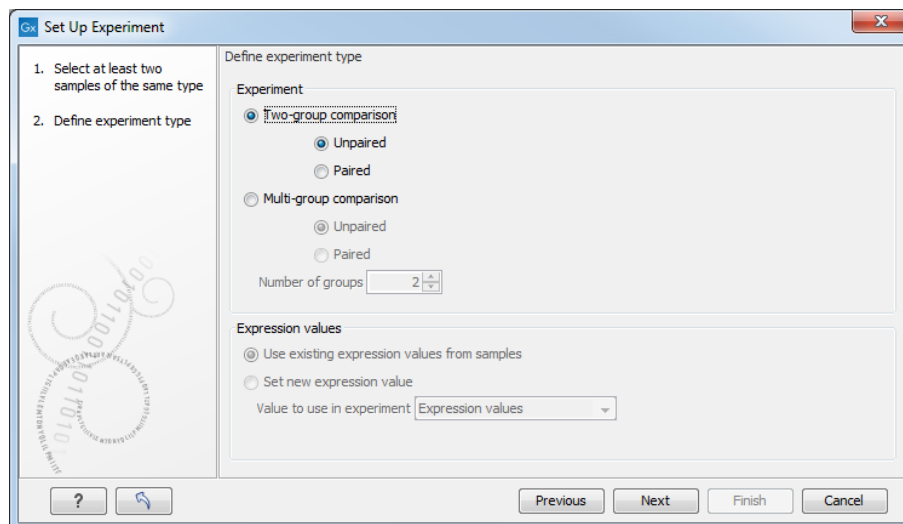 Gx Set Up Experiment
1. Select at least two
samples of the same type
2. Define experiment type
Define experiment type
Experiment
Two-group comparison
Unpaired
Paired
Multi-group comparison
Unpaired
Paired
Number of groups 2
Expression values
Use existing expression values from samples
Set new expression value
Value to use in experiment Expression values
? Previous Next Finish Cancel